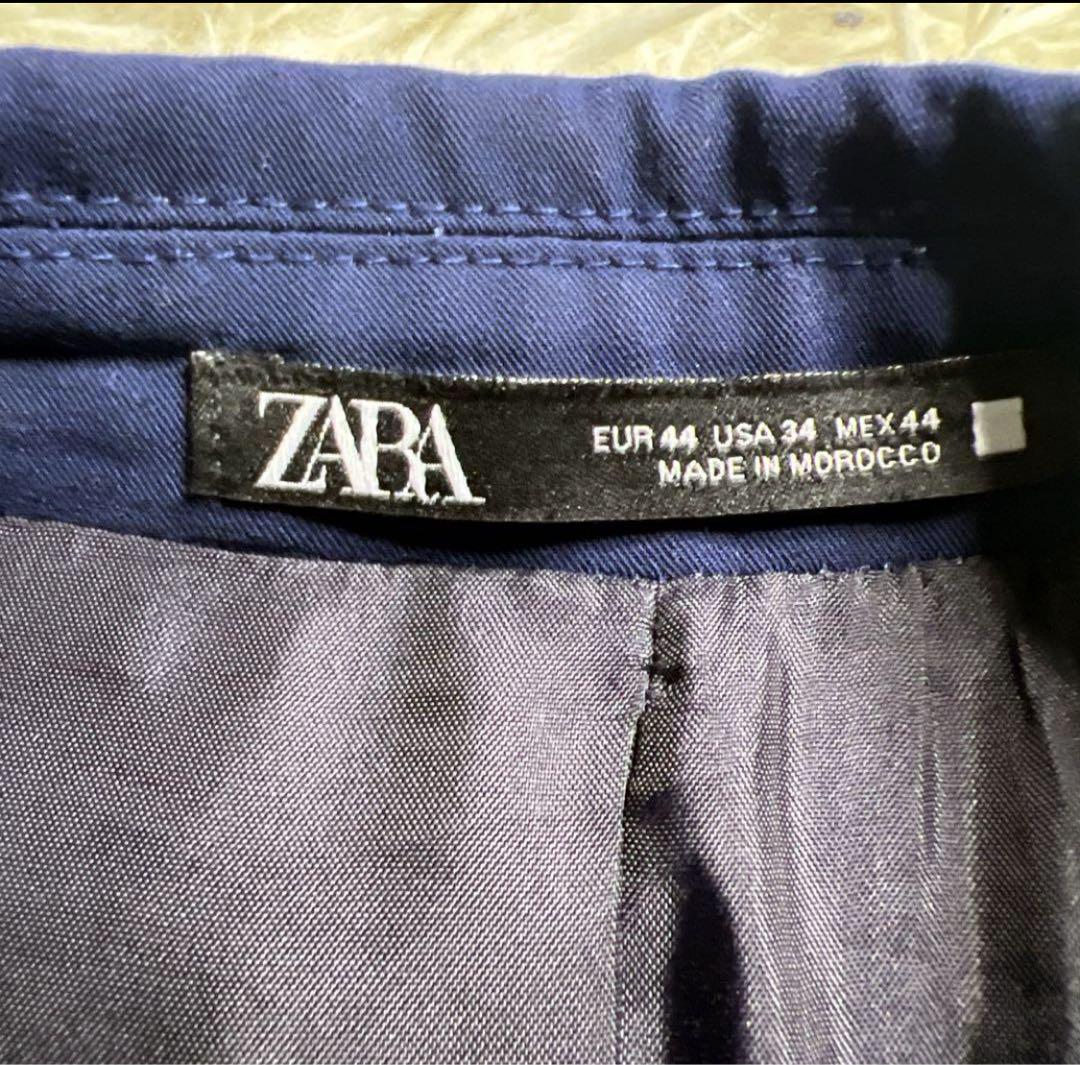 ZARA
EUR 44 USA 34 MEX 44
MADE IN MOROCCO